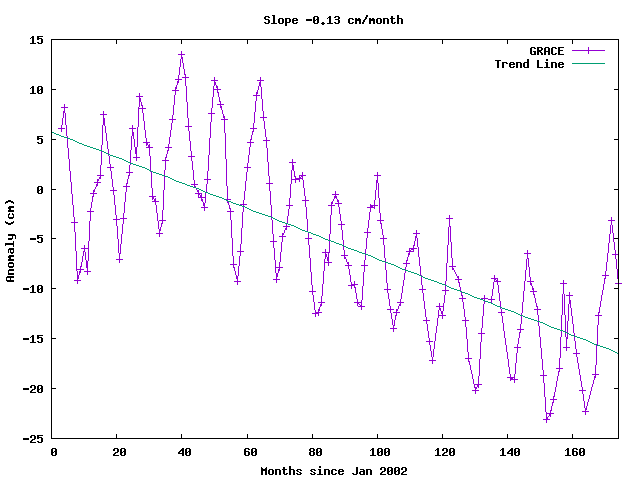 Slope -0.13 cm/month
GRACE
Trend Line
15
10
5
0
-5
-10
-15
-20
-25
Anomaly (cm)
0 20 40 60 80 100 120 140 160
Months since Jan 2002